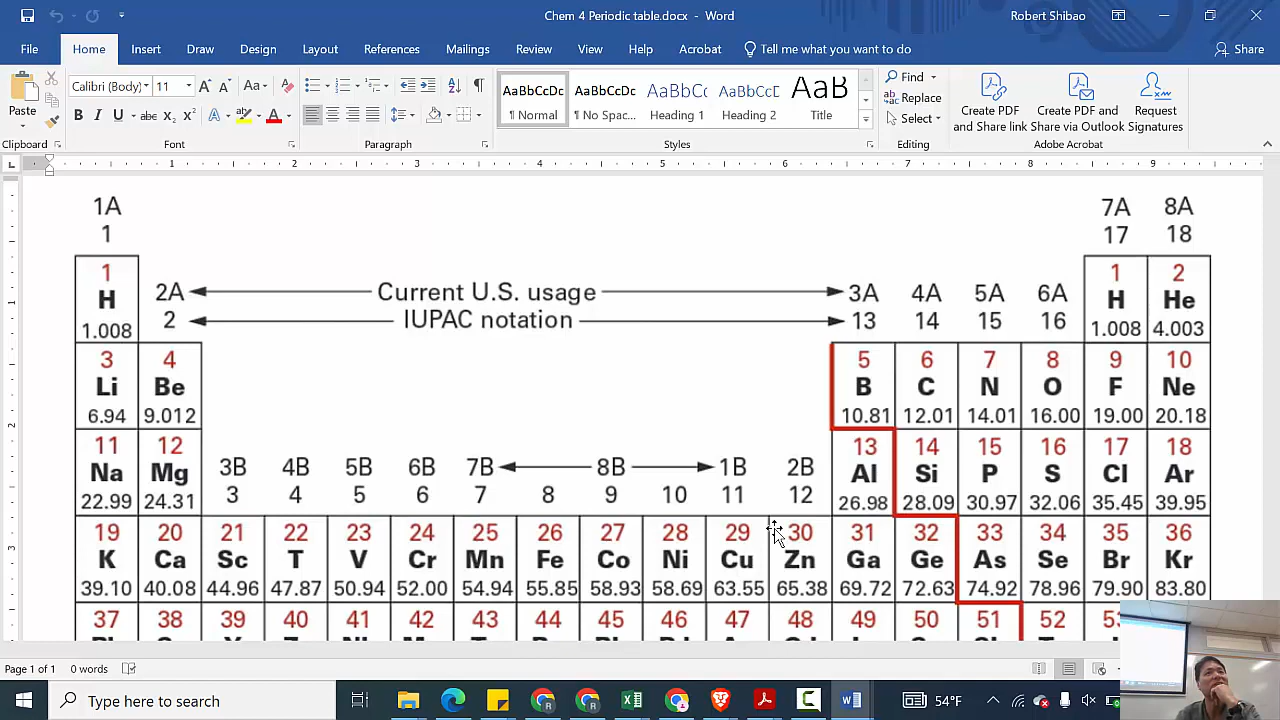 Chem 4 Periodic table.docx - Word
Robert Shibao
File Home Insert Draw Design Layout References Mailings Review View Help Acrobat Tell me what you want to do Share
Paste
Calibri (Body) 11
AaBbCcDc AaBbCcDc AaBbCc AaBbCcE AaB
¶ Normal ¶ No Spac... Heading 1 Heading 2 Title
Find
Replace
Select
Create PDF and Share link
Create PDF and Share via Outlook
Request Signatures
Clipboard Font Paragraph Styles Editing Adobe Acrobat
1 2 3 4 5 6 7 8 9
1A 7A 8A
1 17 18
1 1 2
H H He
1.008 1.008 4.003
2A Current U.S. usage 3A 4A 5A 6A
2 IUPAC notation 13 14 15 16
3 4 5 6 7 8 9 10
Li Be B C N O F Ne
6.94 9.012 10.81 12.01 14.01 16.00 19.00 20.18
11 12 13 14 15 16 17 18
Na Mg Al Si P S Cl Ar
22.99 24.31 26.98 28.09 30.97 32.06 35.45 39.95
3B 4B 5B 6B 7B 8B 1B 2B
3 4 5 6 7 8 9 10 11 12
19 20 21 22 23 24 25 26 27 28 29 30 31 32 33 34 35 36
K Ca Sc T V Cr Mn Fe Co Ni Cu Zn Ga Ge As Se Br Kr
39.10 40.08 44.96 47.87 50.94 52.00 54.94 55.85 58.93 58.69 63.55 65.38 69.72 72.63 74.92 78.96 79.90 83.80
37 38 39 40 41 42 43 44 45 46 47 48 49 50 51 52
Page 1 of 1 0 words
Type here to search
54°F